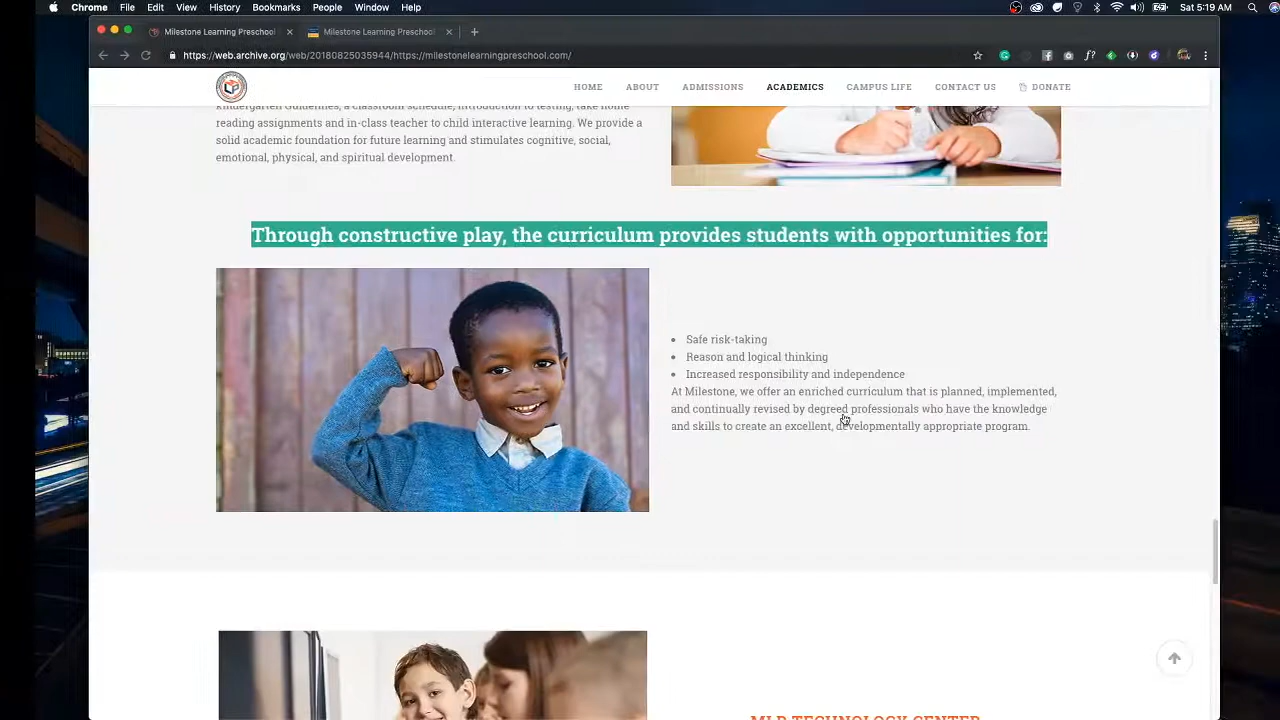 Chrome File Edit View History Bookmarks People Window Help Sat 5:19 AM
Milestone Learning Preschool Milestone Learning Preschool
https://web.archive.org/web/20180825035944/https://milestonelearningpreschool.com/
HOME ABOUT ADMISSIONS ACADEMICS CAMPUS LIFE CONTACT US DONATE
kindergarten Guidelines, a classroom schedule, introduction to testing, take home
reading assignments and in-class teacher to child interactive learning. We provide a
solid academic foundation for future learning and stimulates cognitive, social,
emotional, physical, and spiritual development.
Through constructive play, the curriculum provides students with opportunities for:
• Safe risk-taking
• Reason and logical thinking
• Increased responsibility and independence
At Milestone, we offer an enriched curriculum that is planned, implemented,
and continually revised by degreed professionals who have the knowledge
and skills to create an excellent, developmentally appropriate program.
MLP TECHNOLOGY CENTER